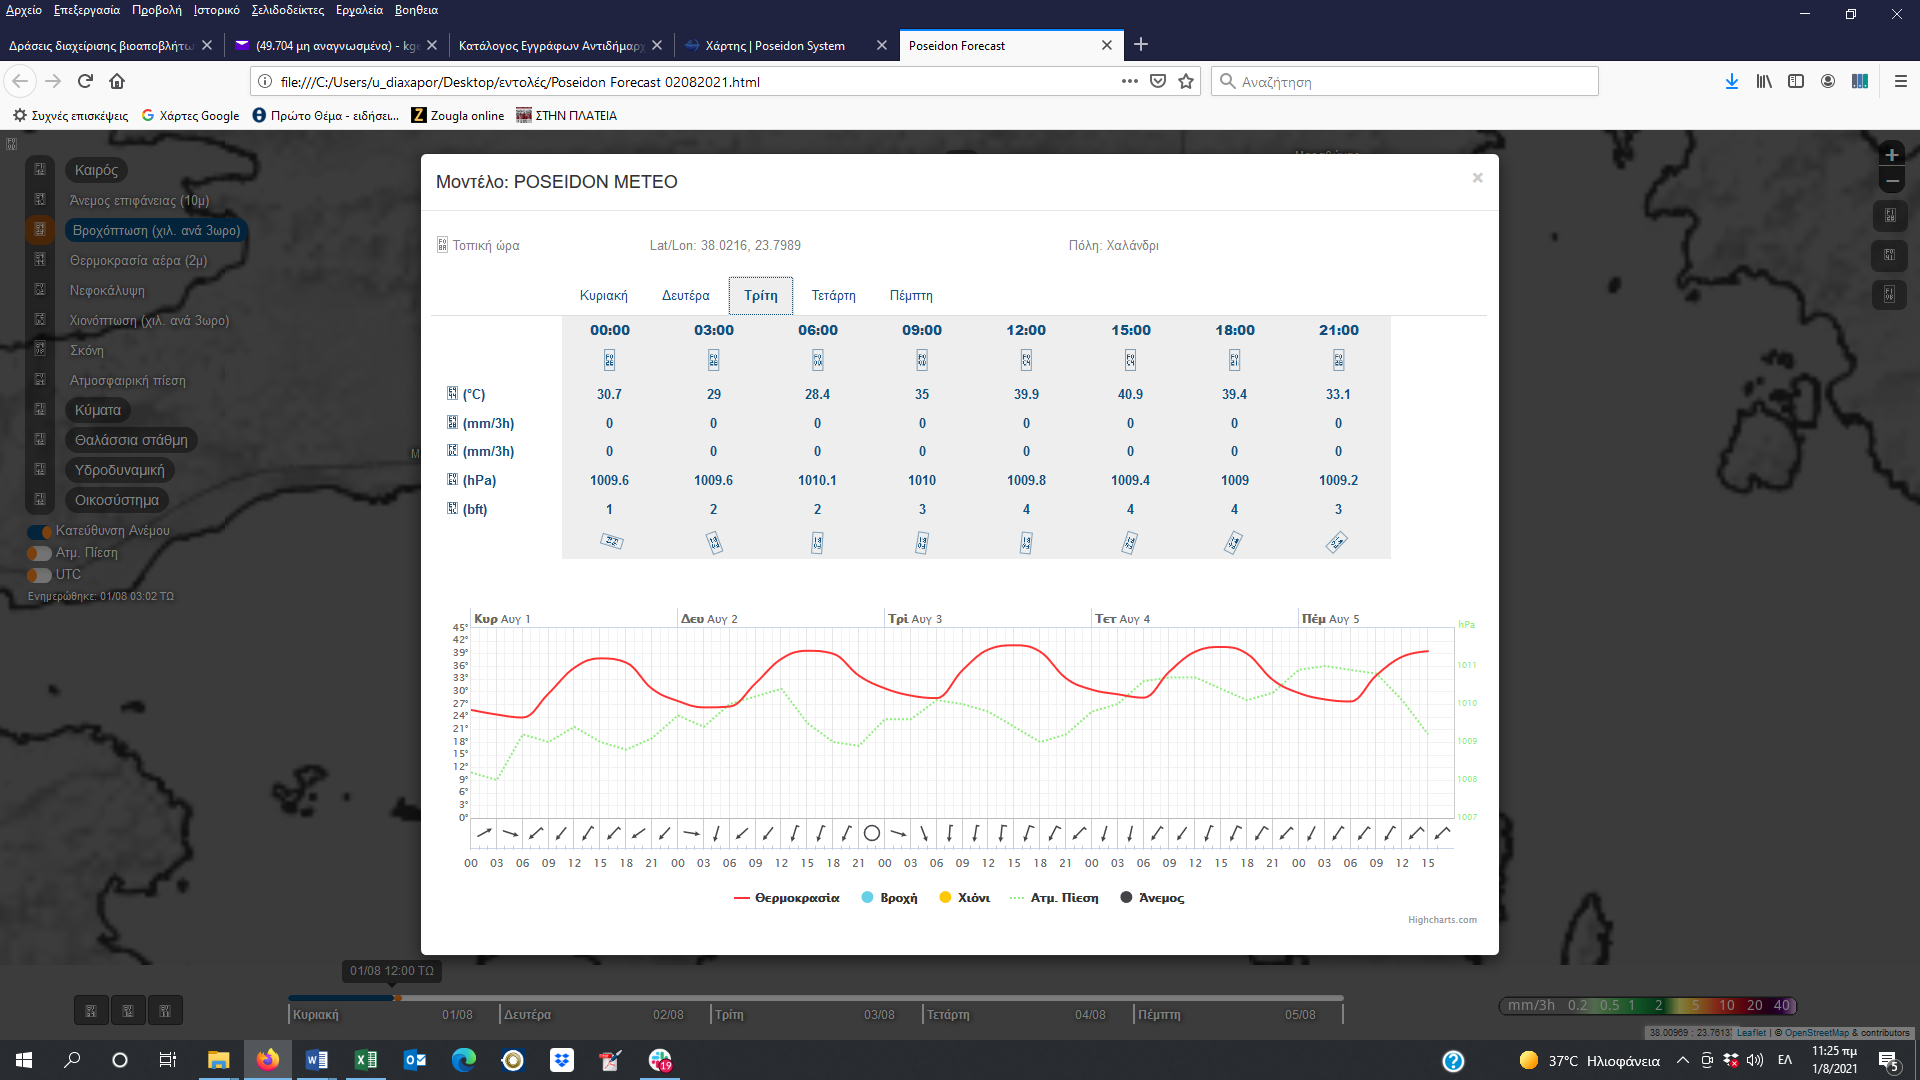 Αρχείο Επεξεργασία Προβολή Ιστορικό Σελιδοδείκτες Εργαλεία Βοήθεια
Δράσεις διαχείρισης βιοαποβλήτω
(49.704 μη αναγνωσμένα) - kge
Κατάλογος Εγγράφων Αντιδήμαρχ
Χάρτης | Poseidon System
Poseidon Forecast
file:///C:/Users/u_diaxapor/Desktop/εντολές/Poseidon Forecast 02082021.html
Αναζήτηση
Συχνές επισκέψεις
Χάρτες Google
Πρώτο Θέμα - ειδήσει...
Zougla online
ΣΤΗΝ ΠΛΑΤΕΙΑ
Καιρός
Άνεμος επιφάνειας (10μ)
Βροχόπτωση (χιλ. ανά 3ωρο)
Θερμοκρασία αέρα (2μ)
Νεφοκάλυψη
Χιονόπτωση (χιλ. ανά 3ωρο)
Σκόνη
Ατμοσφαιρική πίεση
Κύματα
Θαλάσσια στάθμη
Υδροδυναμική
Οικοσύστημα
Κατεύθυνση Ανέμου
Ατμ. Πίεση
UTC
Ενημερώθηκε: 01/08 03:02 ΤΩ
Μοντέλο: POSEIDON METEO
×
Τοπική ώρα
Lat/Lon: 38.0216, 23.7989
Πόλη: Χαλάνδρι
Κυριακή Δευτέρα Τρίτη Τετάρτη Πέμπτη
00:00 03:00 06:00 09:00 12:00 15:00 18:00 21:00
(°C) 30.7 29 28.4 35 39.9 40.9 39.4 33.1
(mm/3h) 0 0 0 0 0 0 0 0
(mm/3h) 0 0 0 0 0 0 0 0
(hPa) 1009.6 1009.6 1010.1 1010 1009.8 1009.4 1009 1009.2
(bft) 1 2 2 3 4 4 4 3
Κυρ Αυγ 1 Δευ Αυγ 2 Τρί Αυγ 3 Τετ Αυγ 4 Πέμ Αυγ 5
45°
42°
39°
36°
33°
30°
27°
24°
21°
18°
15°
12°
9°
6°
3°
0°
hPa
1011
1010
1009
1008
1007
00 03 06 09 12 15 18 21 00 03 06 09 12 15 18 21 00 03 06 09 12 15 18 21 00 03 06 09 12 15 18 21 00 03 06 09 12 15
Θερμοκρασία Βροχή Χιόνι Ατμ. Πίεση Άνεμος
Highcharts.com
01/08 12:00 ΤΩ
Κυριακή 01/08 Δευτέρα 02/08 Τρίτη 03/08 Τετάρτη 04/08 Πέμπτη 05/08
mm/3h 0.2 0.5 1 2 5 10 20 40
38.00969 : 23.7613 Leaflet | © OpenStreetMap & contributors
19
37°C Ηλιοφάνεια
ΕΛ
11:25 πμ
1/8/2021
5